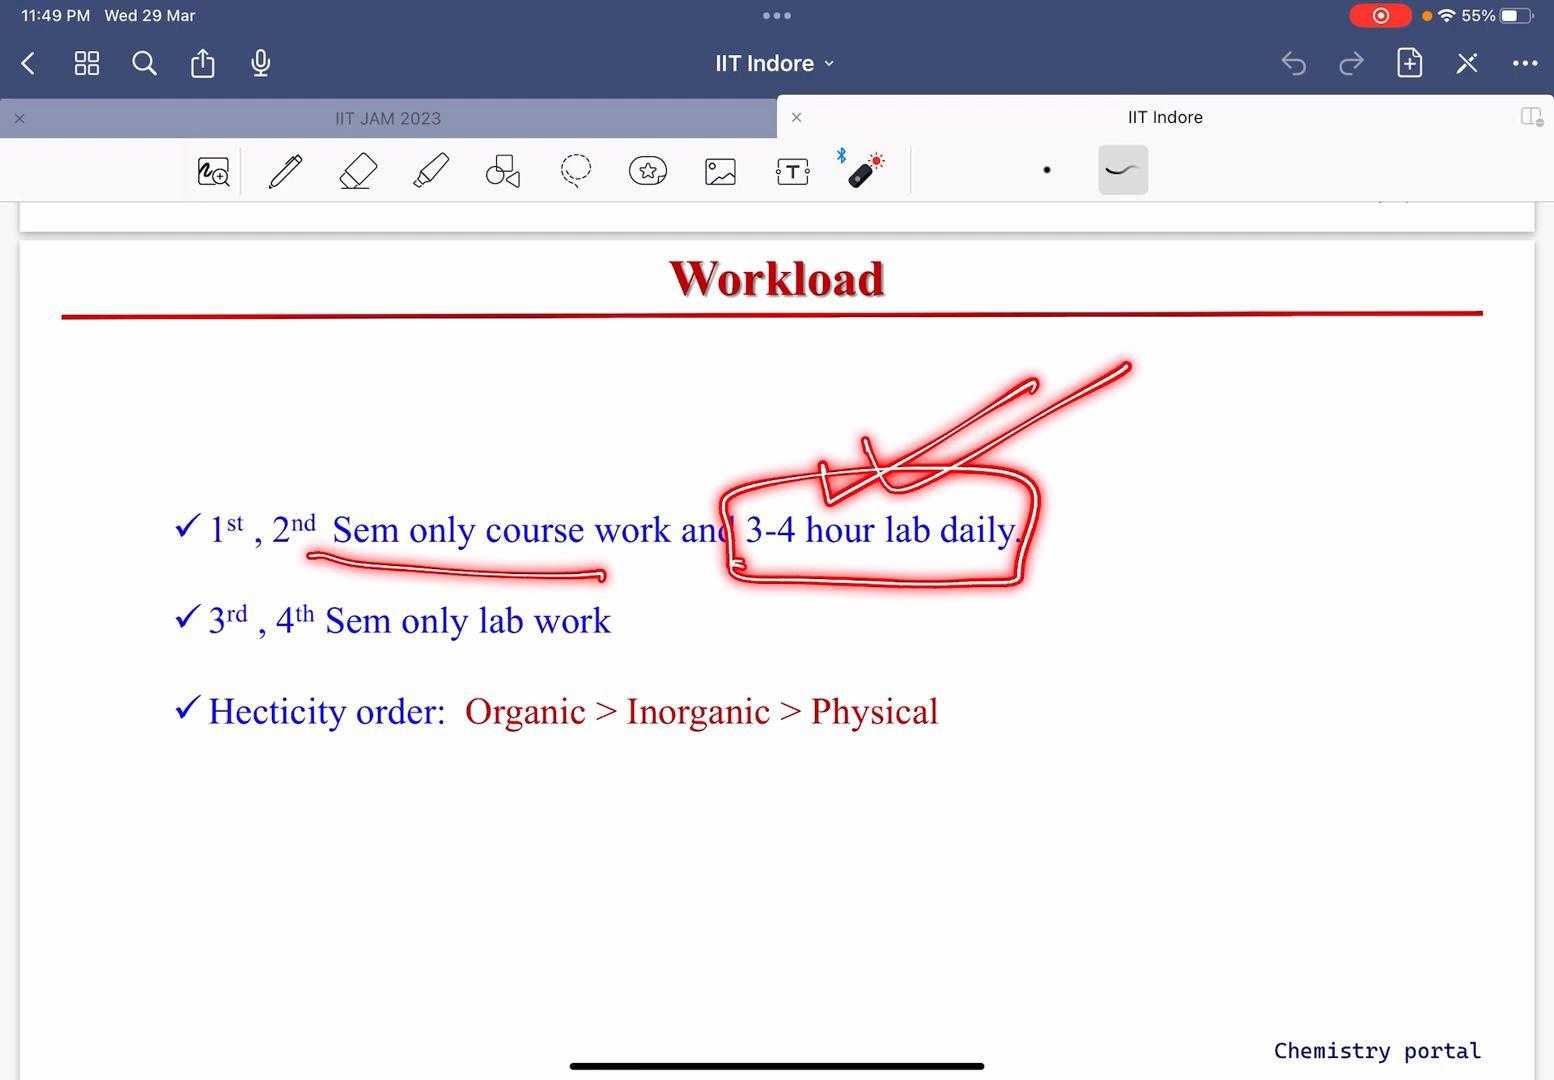 11:49 PM Wed 29 Mar
55%
IIT Indore
IIT JAM 2023
IIT Indore
T
Workload
✓ 1st , 2nd Sem only course work and 3-4 hour lab daily.
✓ 3rd , 4th Sem only lab work
✓ Hecticity order: Organic > Inorganic > Physical
Chemistry portal